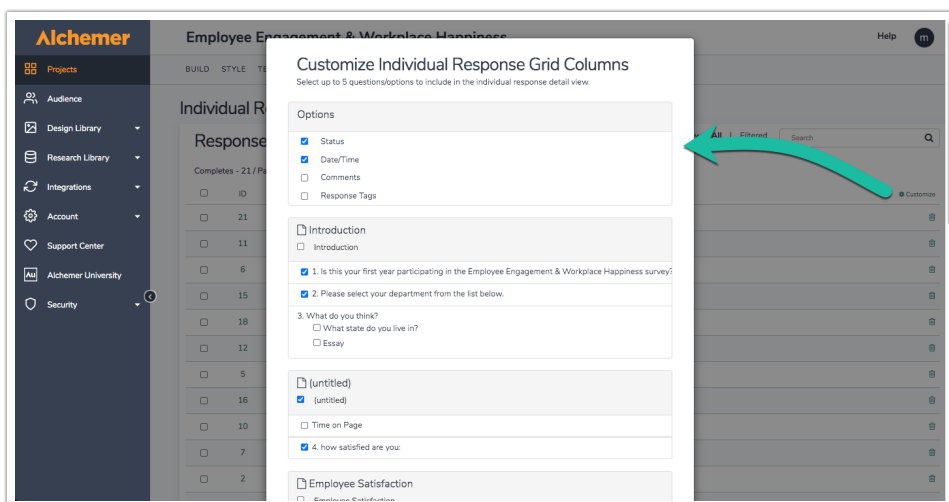 Alchemer
Projects
Audience
Design Library
Research Library
Integrations
Account
Support Center
Au Alchemer University
Security
Employee Engagement & Workplace Happiness
Help
m
BUILD STYLE TE
Individual R
Response
All | Filtered
Search
Completes - 21 / Pa
Customize
ID
21
11
6
15
18
12
5
16
10
7
2
Customize Individual Response Grid Columns
Select up to 5 questions/options to include in the individual response detail view.
Options
Status
Date/Time
Comments
Response Tags
Introduction
Introduction
1. Is this your first year participating in the Employee Engagement & Workplace Happiness survey?
2. Please select your department from the list below.
3. What do you think?
What state do you live in?
Essay
(untitled)
(untitled)
Time on Page
4. how satisfied are you:
Employee Satisfaction
Employee Satisfaction